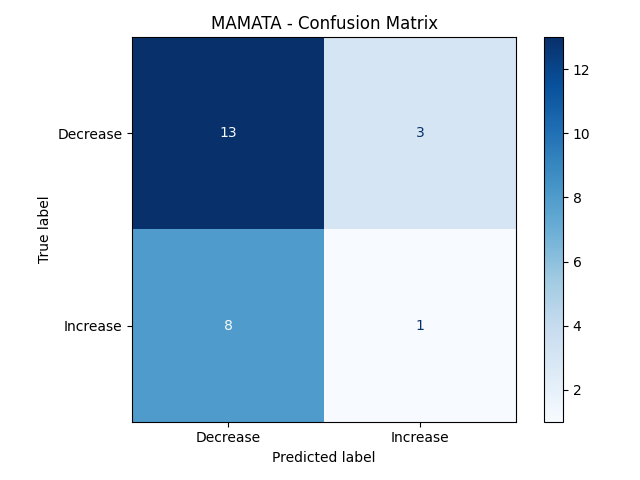 MAMATA - Confusion Matrix
Decrease
13
3
Increase
8
1
Decrease
Increase
Predicted label
True label
12
10
8
6
4
2